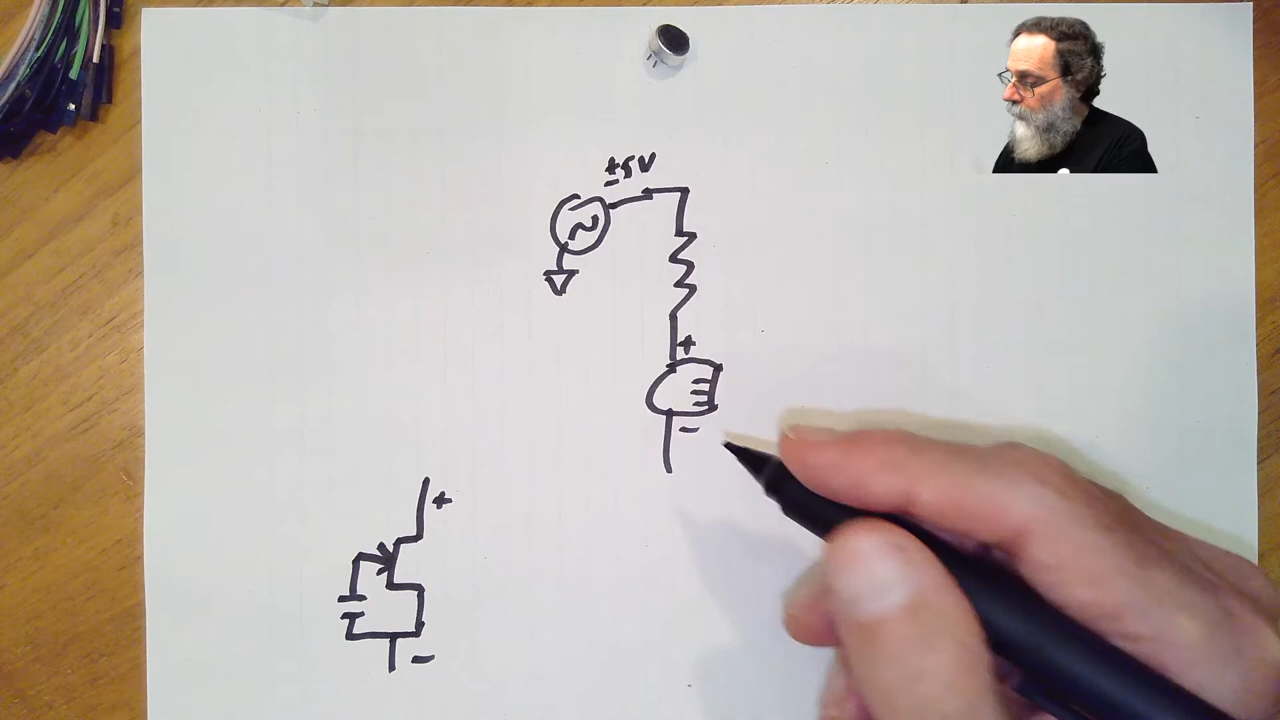 ±5V
+
-
+
-